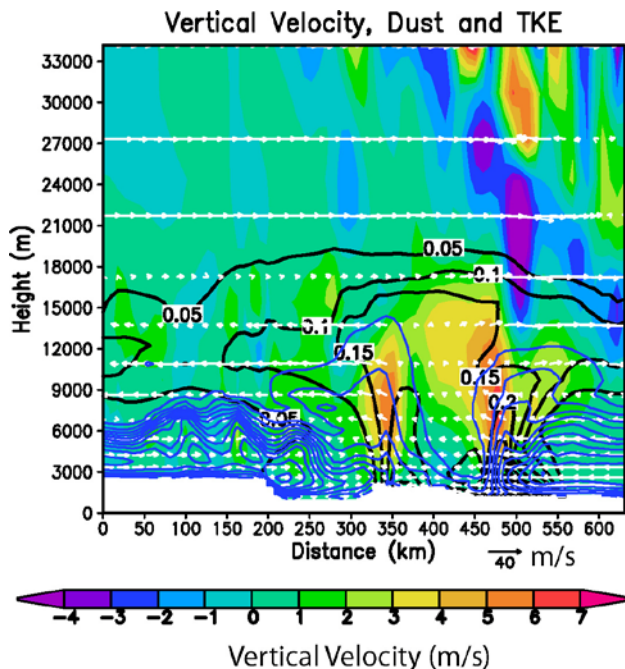 Vertical Velocity, Dust and TKE
Height (m)
33000
30000
27000
24000
21000
18000
15000
12000
9000
6000
3000
0
0.05
0.1
0.05
0.1
0.15
0.15
0.2
0.05
0 50 100 150 200 250 300 350 400 450 500 550 600
Distance (km)
40 m/s
-4 -3 -2 -1 0 1 2 3 4 5 6 7
Vertical Velocity (m/s)